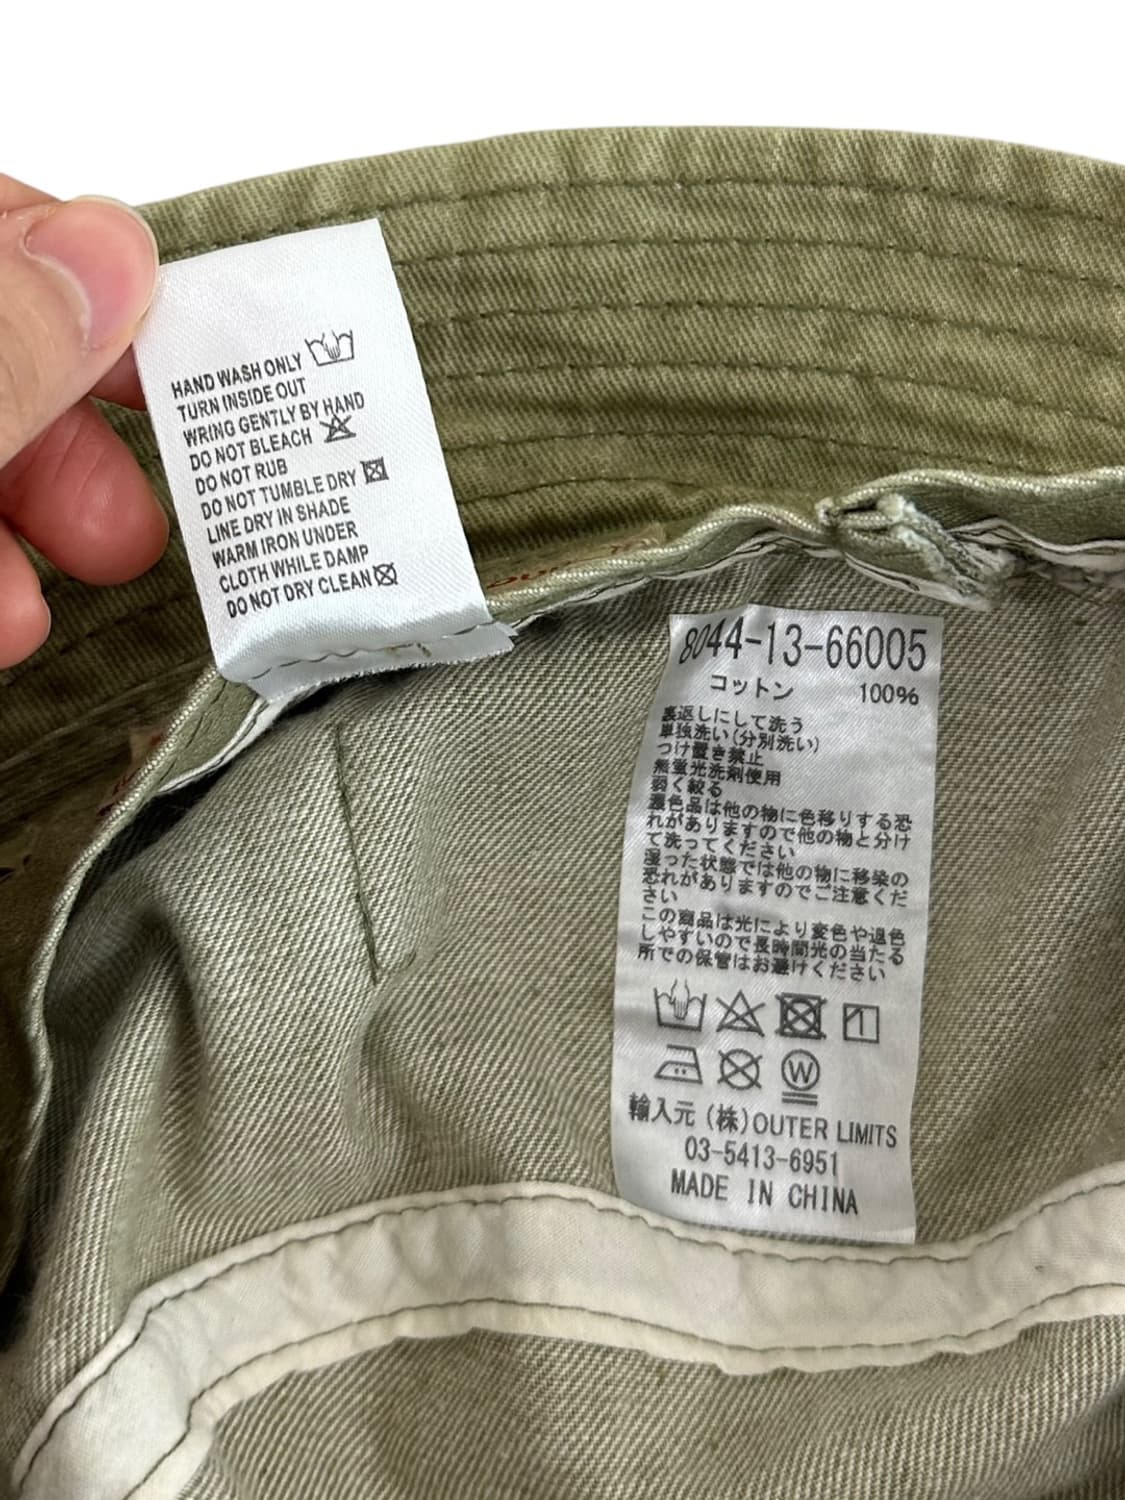 HAND WASH ONLY
TURN INSIDE OUT
WRING GENTLY BY HAND
DO NOT BLEACH
DO NOT RUB
DO NOT TUMBLE DRY
LINE DRY IN SHADE
WARM IRON UNDER
CLOTH WHILE DAMP
DO NOT DRY CLEAN
8044-13-66005
コットン 100%
裏返しにして洗う
単独洗い(分別洗い)
つけ置き禁止
無蛍光洗剤使用
弱く絞る
濃色品は他の物に色移りする恐
れがありますので他の物と分け
て洗ってください
湿った状態では他の物に移染の
恐れがありますのでご注意くだ
さい
この商品は光により変色や退色
しやすいので長時間光の当たる
所での保管はお避けください
W
輸入元 (株)OUTER LIMITS
03-5413-6951
MADE IN CHINA